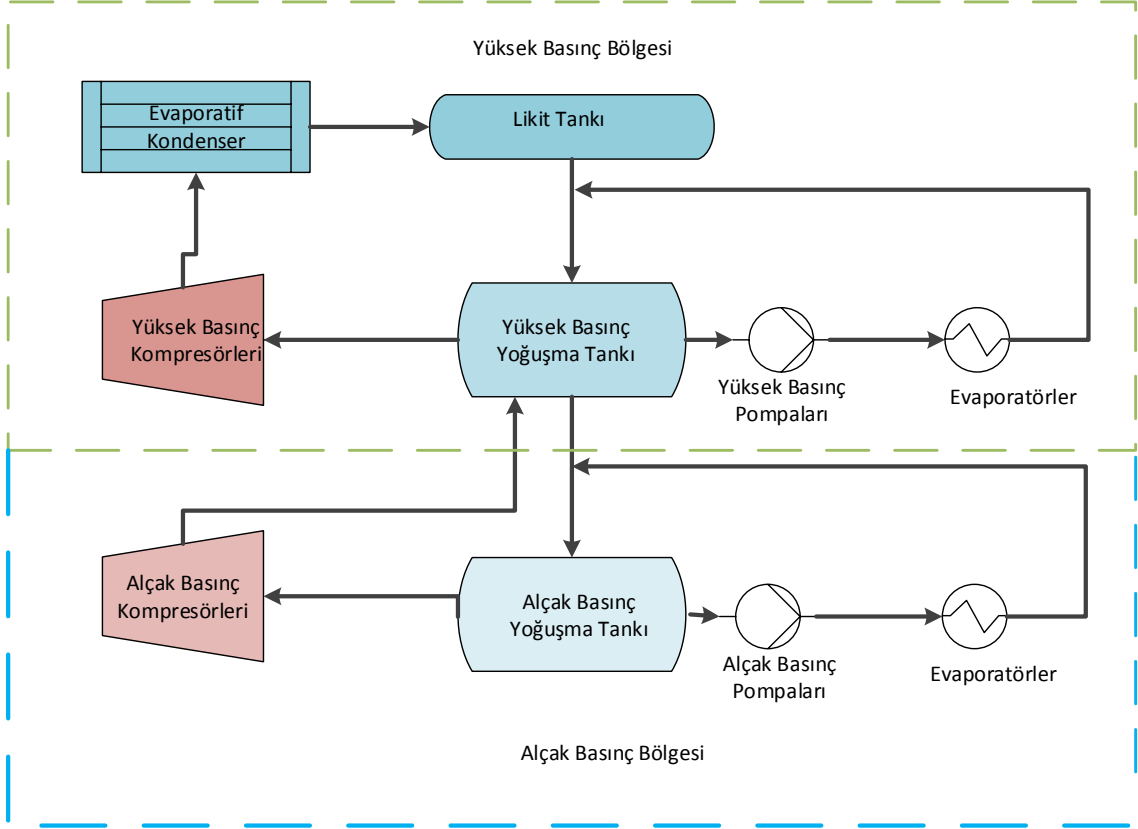 Yüksek Basınç Bölgesi
Evaporatif
Kondenser
Likit Tankı
Yüksek Basınç
Kompresörleri
Yüksek Basınç
Yoğuşma Tankı
Yüksek Basınç
Pompaları
Evaporatörler
Alçak Basınç
Kompresörleri
Alçak Basınç
Yoğuşma Tankı
Alçak Basınç
Pompaları
Evaporatörler
Alçak Basınç Bölgesi